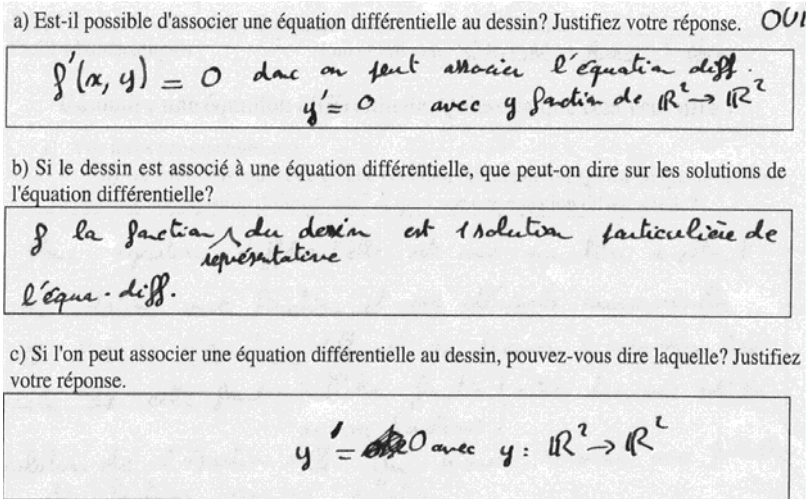 a) Est-il possible d'associer une équation différentielle au dessin? Justifiez votre réponse. OUI
f'(x, y) = 0 donc on peut associer l'équation diff.
y' = 0 avec y fonction de ℝ² → ℝ²
b) Si le dessin est associé à une équation différentielle, que peut-on dire sur les solutions de
l'équation différentielle?
f la fonction représentative du dessin est 1 solution particulière de
l'équa. diff.
c) Si l'on peut associer une équation différentielle au dessin, pouvez-vous dire laquelle? Justifiez
votre réponse.
y' = 0 avec y : ℝ² → ℝ²